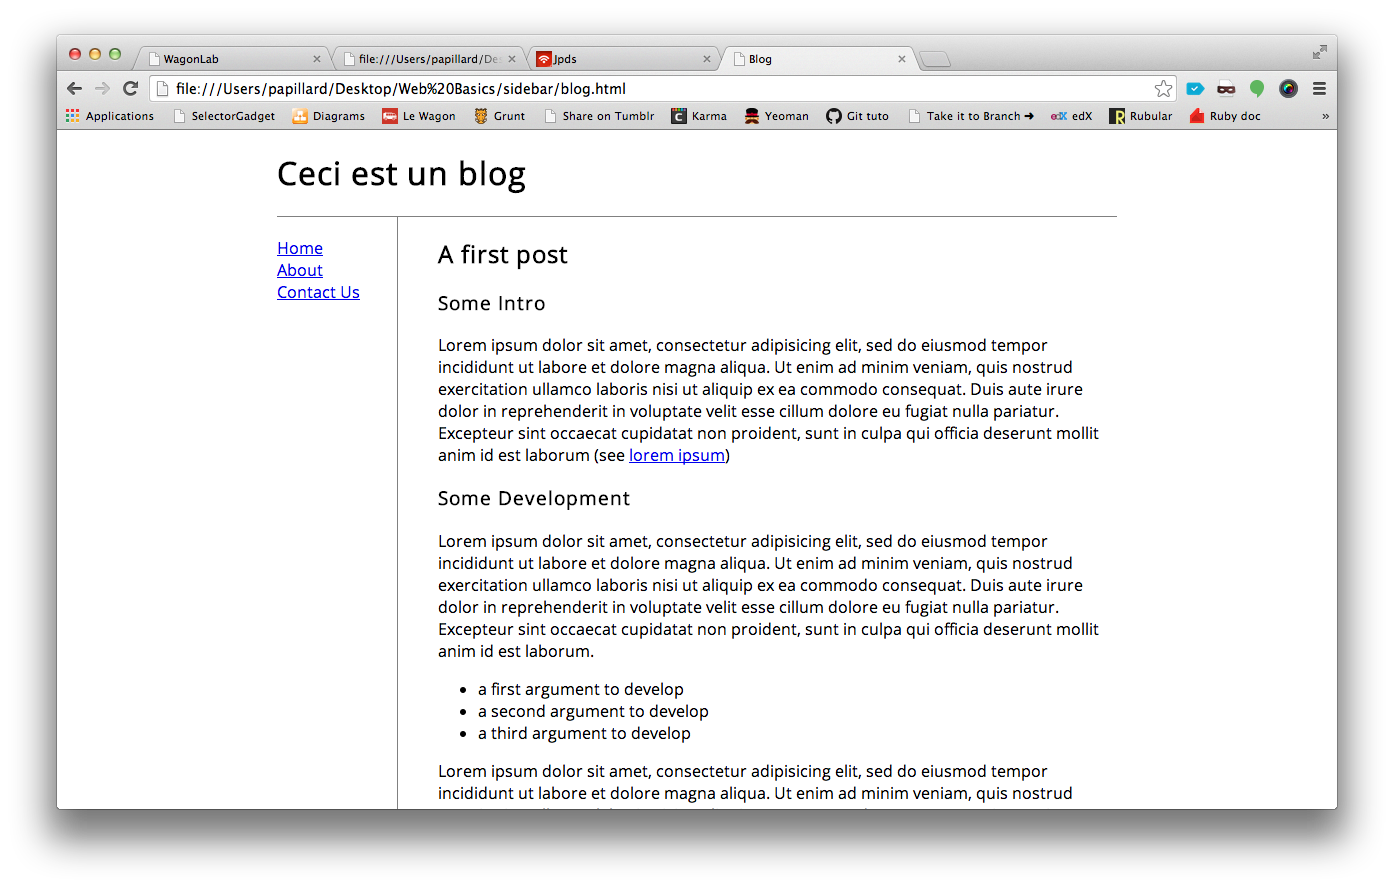 WagonLab
file:///Users/papillard/De
Jpds
Blog
file:///Users/papillard/Desktop/Web%20Basics/sidebar/blog.html
Applications SelectorGadget Diagrams Le Wagon Grunt Share on Tumblr Karma Yeoman Git tuto Take it to Branch ➜ edX edX Rubular Ruby doc »
Ceci est un blog
Home
About
Contact Us
A first post
Some Intro
Lorem ipsum dolor sit amet, consectetur adipisicing elit, sed do eiusmod tempor
incididunt ut labore et dolore magna aliqua. Ut enim ad minim veniam, quis nostrud
exercitation ullamco laboris nisi ut aliquip ex ea commodo consequat. Duis aute irure
dolor in reprehenderit in voluptate velit esse cillum dolore eu fugiat nulla pariatur.
Excepteur sint occaecat cupidatat non proident, sunt in culpa qui officia deserunt mollit
anim id est laborum (see lorem ipsum)
Some Development
Lorem ipsum dolor sit amet, consectetur adipisicing elit, sed do eiusmod tempor
incididunt ut labore et dolore magna aliqua. Ut enim ad minim veniam, quis nostrud
exercitation ullamco laboris nisi ut aliquip ex ea commodo consequat. Duis aute irure
dolor in reprehenderit in voluptate velit esse cillum dolore eu fugiat nulla pariatur.
Excepteur sint occaecat cupidatat non proident, sunt in culpa qui officia deserunt mollit
anim id est laborum.
• a first argument to develop
• a second argument to develop
• a third argument to develop
Lorem ipsum dolor sit amet, consectetur adipisicing elit, sed do eiusmod tempor
incididunt ut labore et dolore magna aliqua. Ut enim ad minim veniam, quis nostrud